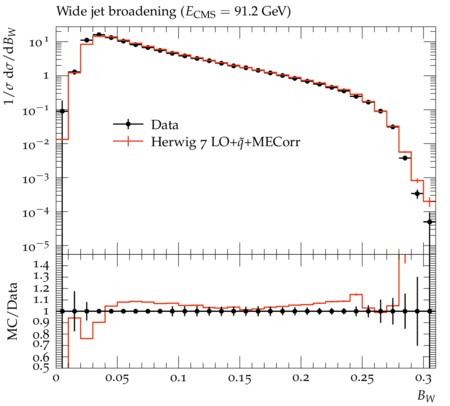 Wide jet broadening (E_CMS = 91.2 GeV)
1/σ dσ/dB_W
10^1
1
10^−1
10^−2
10^−3
10^−4
10^−5
Data
Herwig 7 LO+q̃+MECorr
MC/Data
1.4
1.3
1.2
1.1
1
0.9
0.8
0.7
0.6
0.5
0 0.05 0.1 0.15 0.2 0.25 0.3
B_W